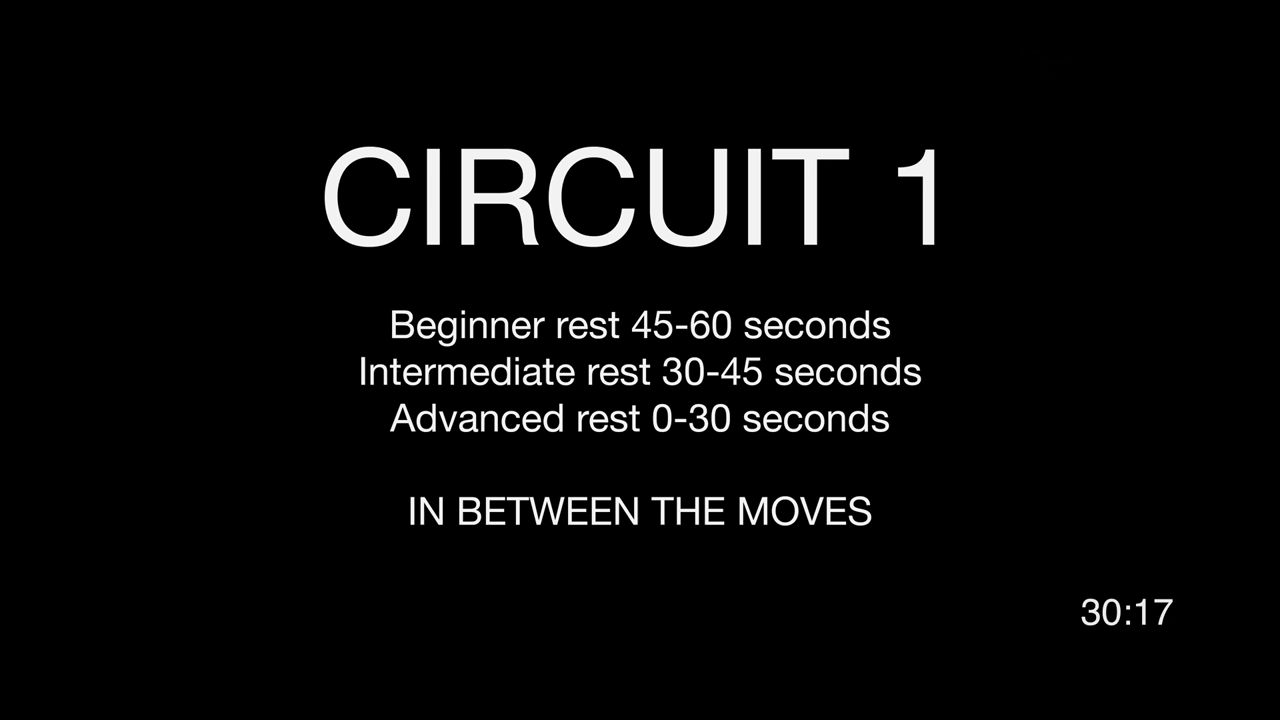 CIRCUIT 1
Beginner rest 45-60 seconds
Intermediate rest 30-45 seconds
Advanced rest 0-30 seconds
IN BETWEEN THE MOVES
30:17